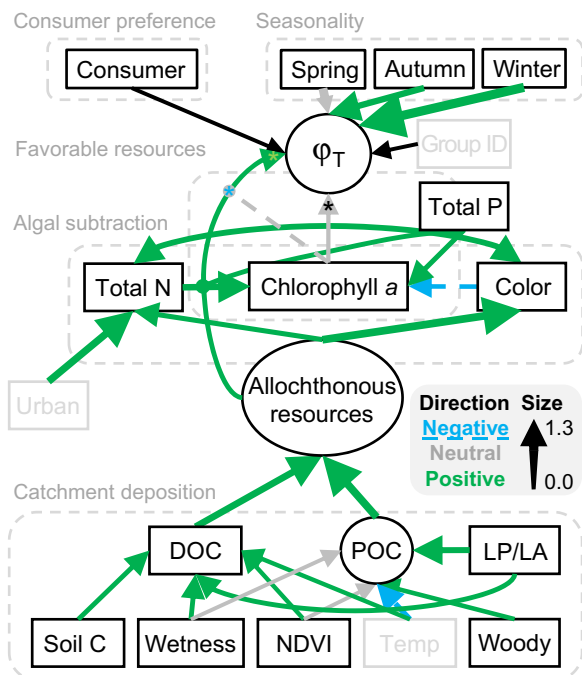 Consumer preference
Seasonality
Consumer
Spring
Autumn
Winter
Favorable resources
φT
Group ID
*
*
*
Total P
Algal subtraction
Total N
Chlorophyll a
Color
Urban
Allochthonous
resources
Direction Size
Negative 1.3
Neutral
Positive 0.0
Catchment deposition
DOC
POC
LP/LA
Soil C
Wetness
NDVI
Temp
Woody